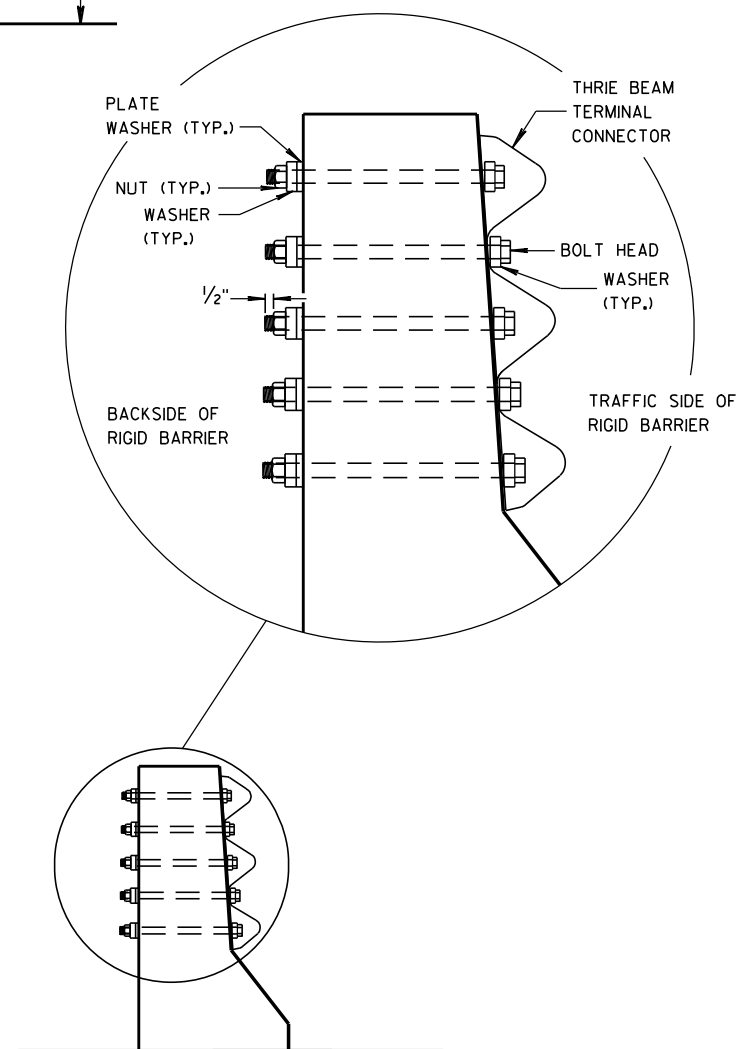 THRIE BEAM
TERMINAL
CONNECTOR
PLATE
WASHER (TYP.)
NUT (TYP.)
WASHER
(TYP.)
BOLT HEAD
WASHER
(TYP.)
1/2"
BACKSIDE OF
RIGID BARRIER
TRAFFIC SIDE OF
RIGID BARRIER